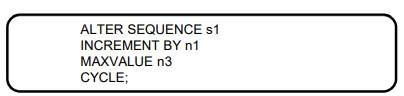 ALTER SEQUENCE s1
INCREMENT BY n1
MAXVALUE n3
CYCLE;